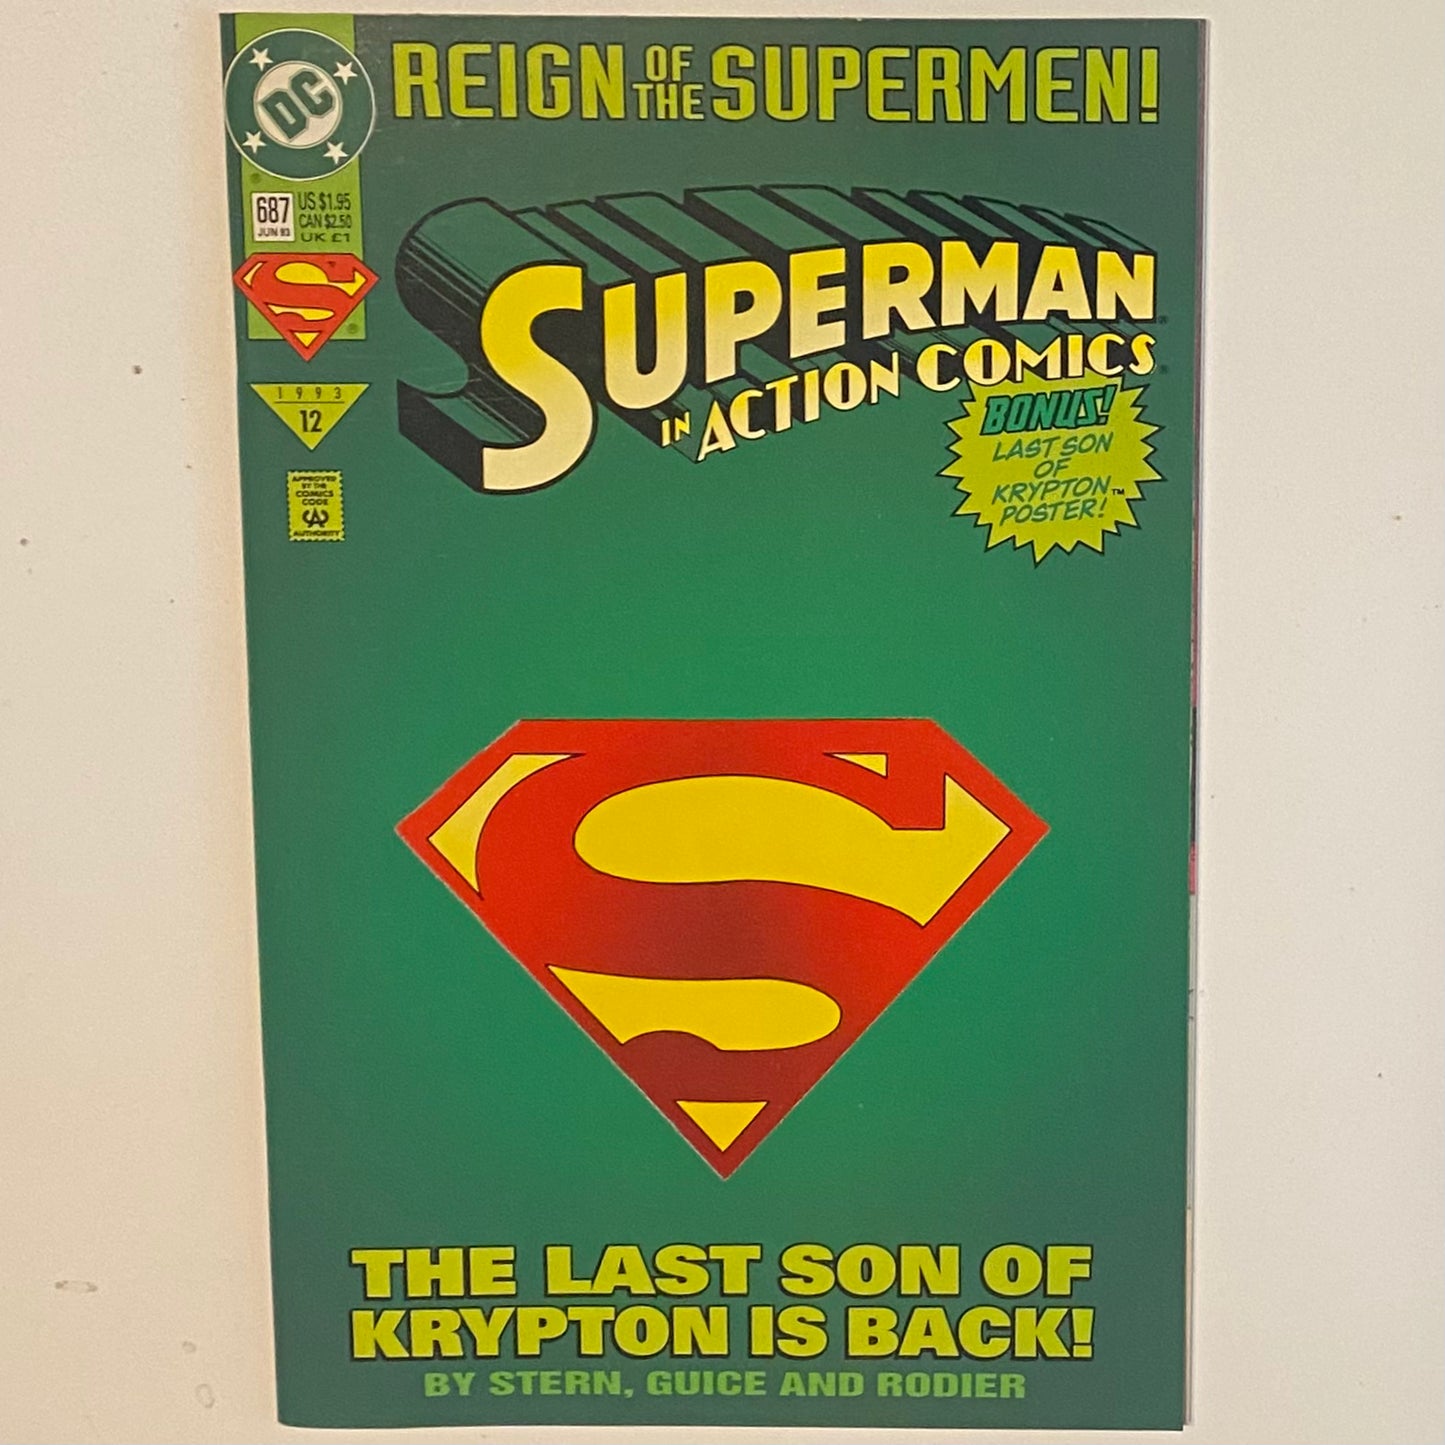 REIGN OF THE SUPERMEN!
DC
687
JUN 93
US $1.95
CAN $2.50
UK £1
SUPERMAN
IN ACTION COMICS
1993
12
BONUS!
LAST SON
OF
KRYPTON™
POSTER!
APPROVED
BY THE
COMICS
CODE
AUTHORITY
THE LAST SON OF
KRYPTON IS BACK!
BY STERN, GUICE AND RODIER